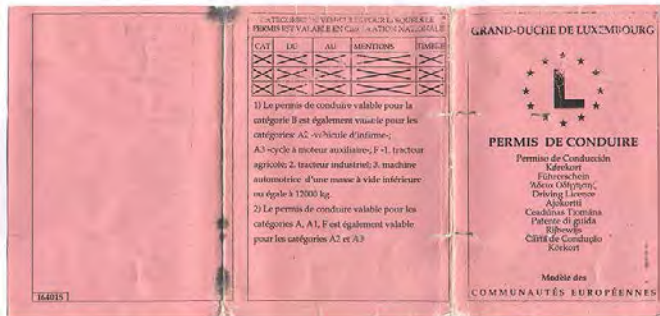 164015
CATÉGORIES DE VÉHICULES POUR LESQUELS LE
PERMIS EST VALABLE EN CIRCULATION NATIONALE
CAT DU AU MENTIONS TIMBRE
1) Le permis de conduire valable pour la
catégorie B est également valable pour les
catégories A2 -véhicule d'infirme-;
A3 -cycle à moteur auxiliaire-; F -1. tracteur
agricole; 2. tracteur industriel; 3. machine
automotrice d'une masse à vide inférieure
ou égale à 12000 kg.
2) Le permis de conduire valable pour les
catégories A, A1, F est également valable
pour les catégories A2 et A3
GRAND-DUCHE DE LUXEMBOURG
L
PERMIS DE CONDUIRE
Permiso de Conducción
Kørekort
Führerschein
Άδεια Οδήγησης
Driving Licence
Ajokortti
Ceadúnas Tiomána
Patente di guida
Rijbewijs
Carta de Condução
Körkort
Modèle des
COMMUNAUTÉS EUROPÉENNES